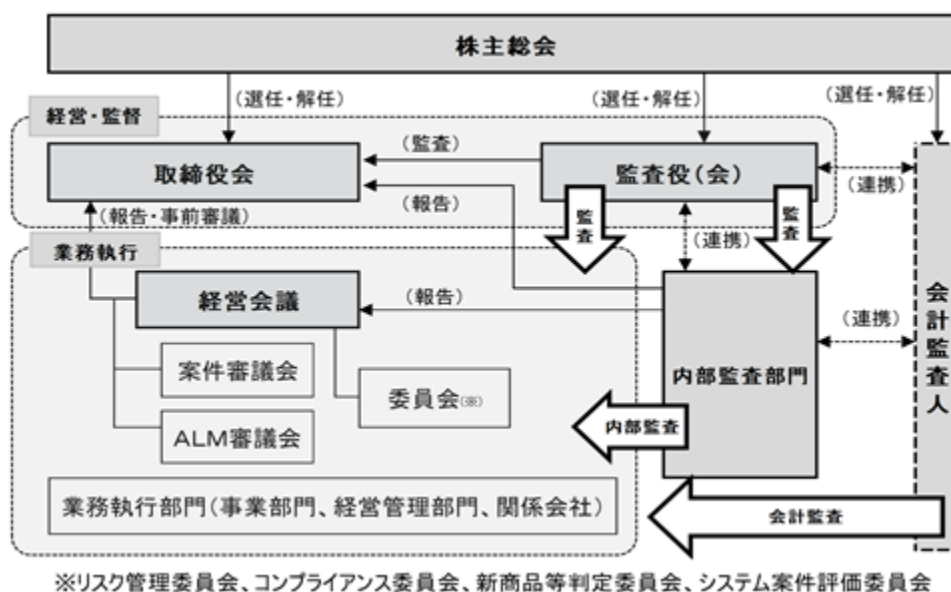 株主総会
(選任・解任)
(選任・解任)
(選任・解任)
経営・監督
取締役会
(監査)
監査役(会)
(連携)
(報告)
監査
監査
(報告・事前審議)
(連携)
業務執行
経営会議
(報告)
案件審議会
委員会(※)
ALM審議会
内部監査部門
(連携)
会計監査人
内部監査
業務執行部門(事業部門、経営管理部門、関係会社)
会計監査
※リスク管理委員会、コンプライアンス委員会、新商品等判定委員会、システム案件評価委員会